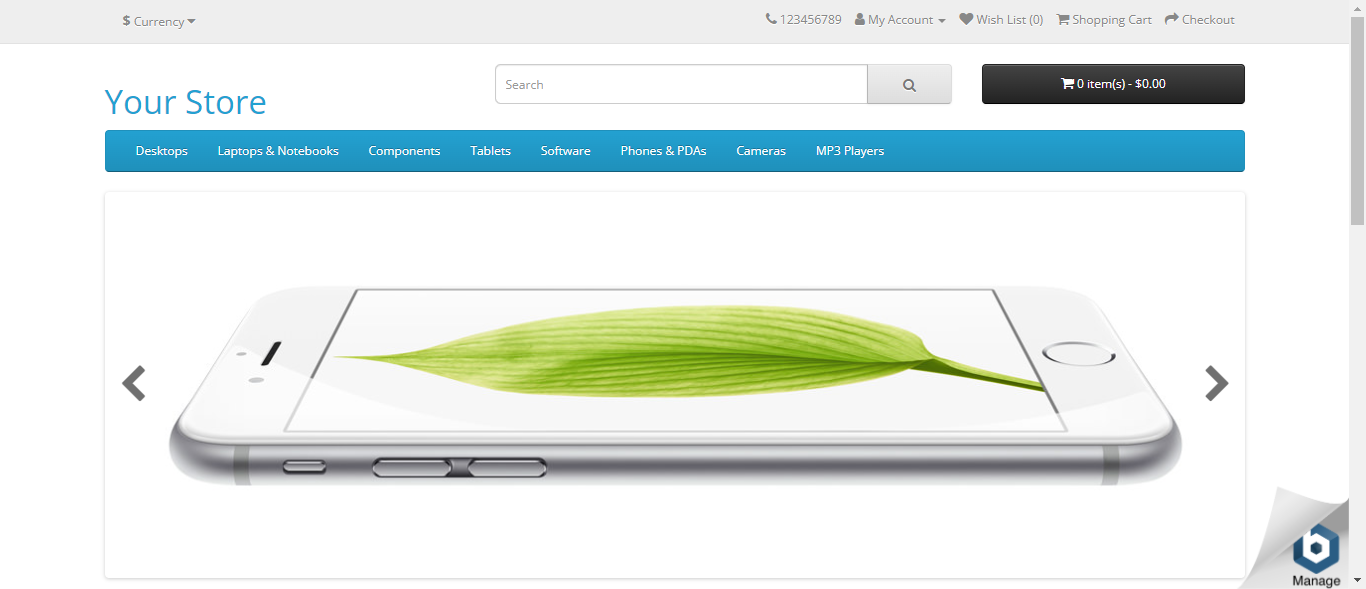 $ Currency
123456789 My Account Wish List (0) Shopping Cart Checkout
Your Store
Search
0 item(s) - $0.00
Desktops Laptops & Notebooks Components Tablets Software Phones & PDAs Cameras MP3 Players
Manage